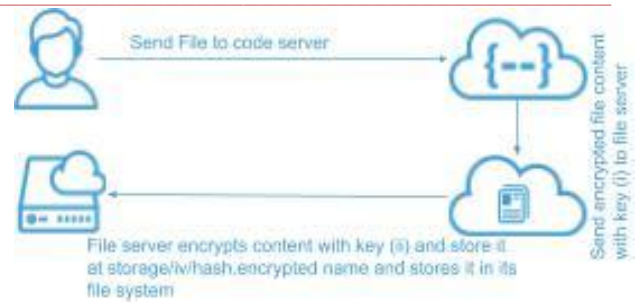 Send File to code server
{--}
Send encrypted file content
with key (i) to file server
File server encrypts content with key (ii) and store it
at storage/iv/hash.encrypted name and stores it in its
file system